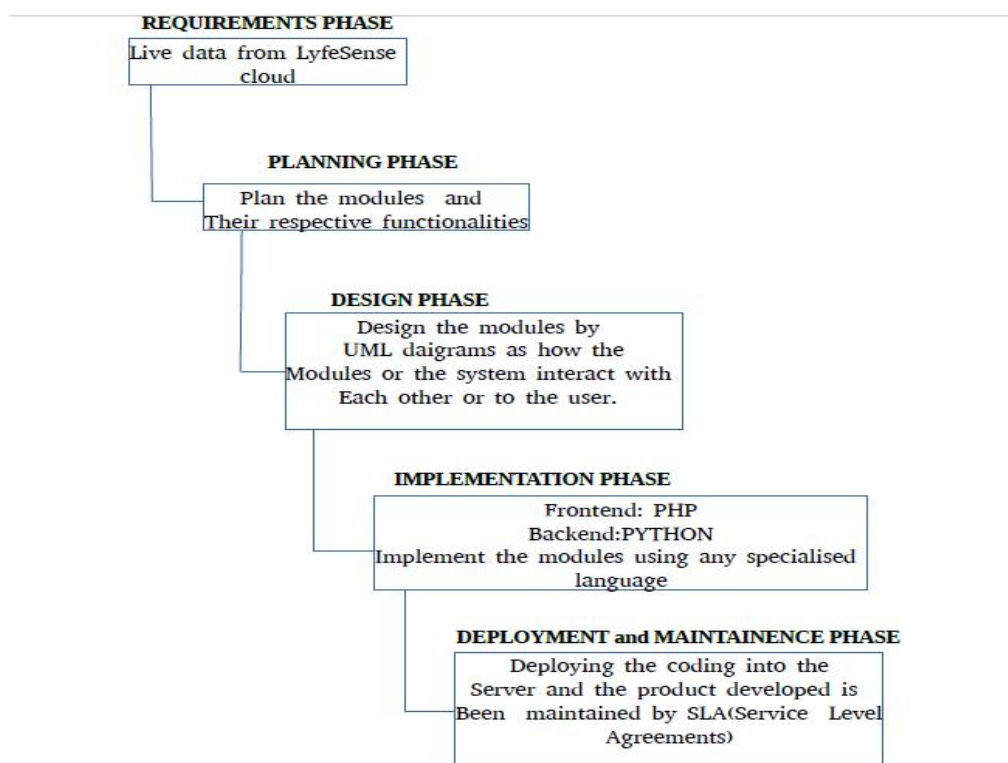 REQUIREMENTS PHASE
Live data from LyfeSense
cloud
PLANNING PHASE
Plan the modules and
Their respective functionalities
DESIGN PHASE
Design the modules by
UML daigrams as how the
Modules or the system interact with
Each other or to the user.
IMPLEMENTATION PHASE
Frontend: PHP
Backend:PYTHON
Implement the modules using any specialised
language
DEPLOYMENT and MAINTAINENCE PHASE
Deploying the coding into the
Server and the product developed is
Been maintained by SLA(Service Level
Agreements)